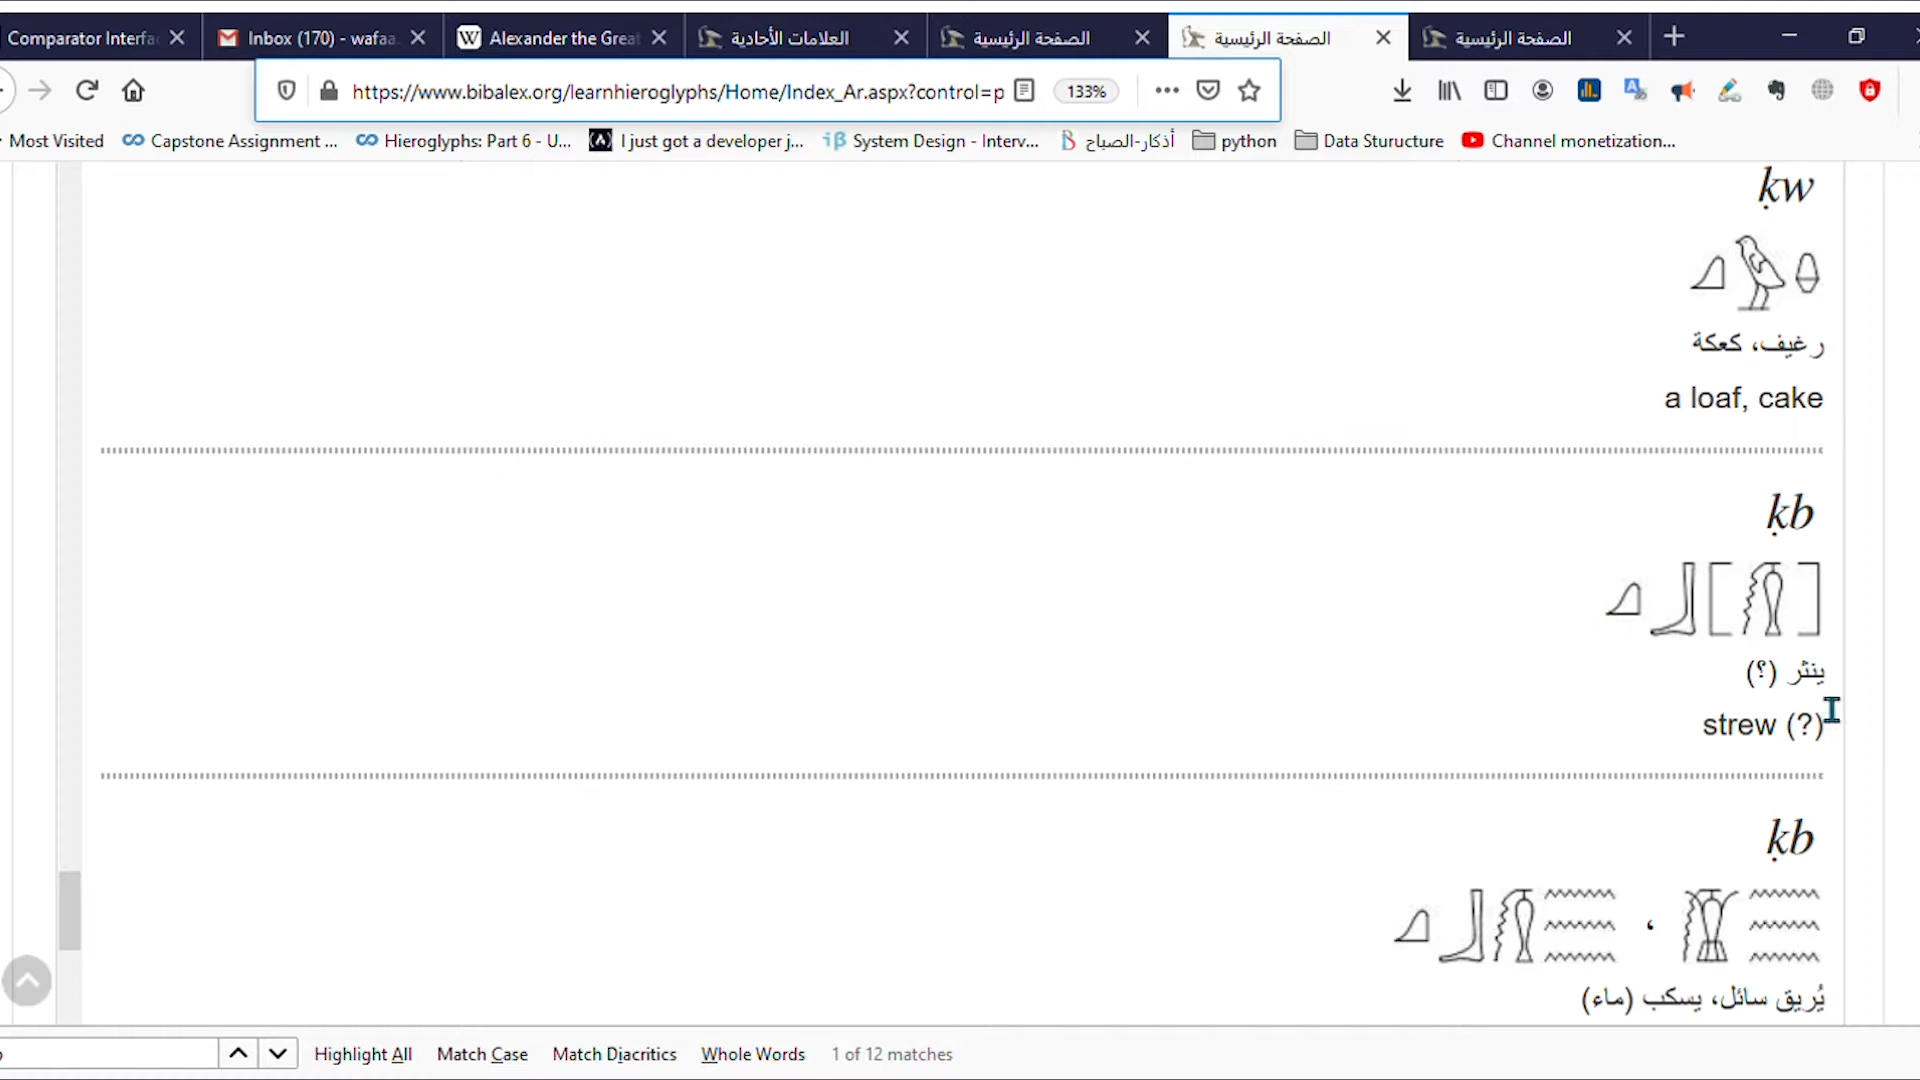 Comparator Interfa
Inbox (170) - wafaa.
Alexander the Great
العلامات الأحادية
الصفحة الرئيسية
الصفحة الرئيسية
الصفحة الرئيسية
https://www.bibalex.org/learnhieroglyphs/Home/Index_Ar.aspx?control=p
133%
Most Visited
Capstone Assignment ...
Hieroglyphs: Part 6 - U...
I just got a developer j...
System Design - Interv...
أذكار-الصباح
python
Data Sturucture
Channel monetization...
ḳw
رغيف، كعكة
a loaf, cake
ḳb
ينثر (؟)
strew (?)
ḳb
،
يُريق سائل، يسكب (ماء)
Highlight All
Match Case
Match Diacritics
Whole Words
1 of 12 matches